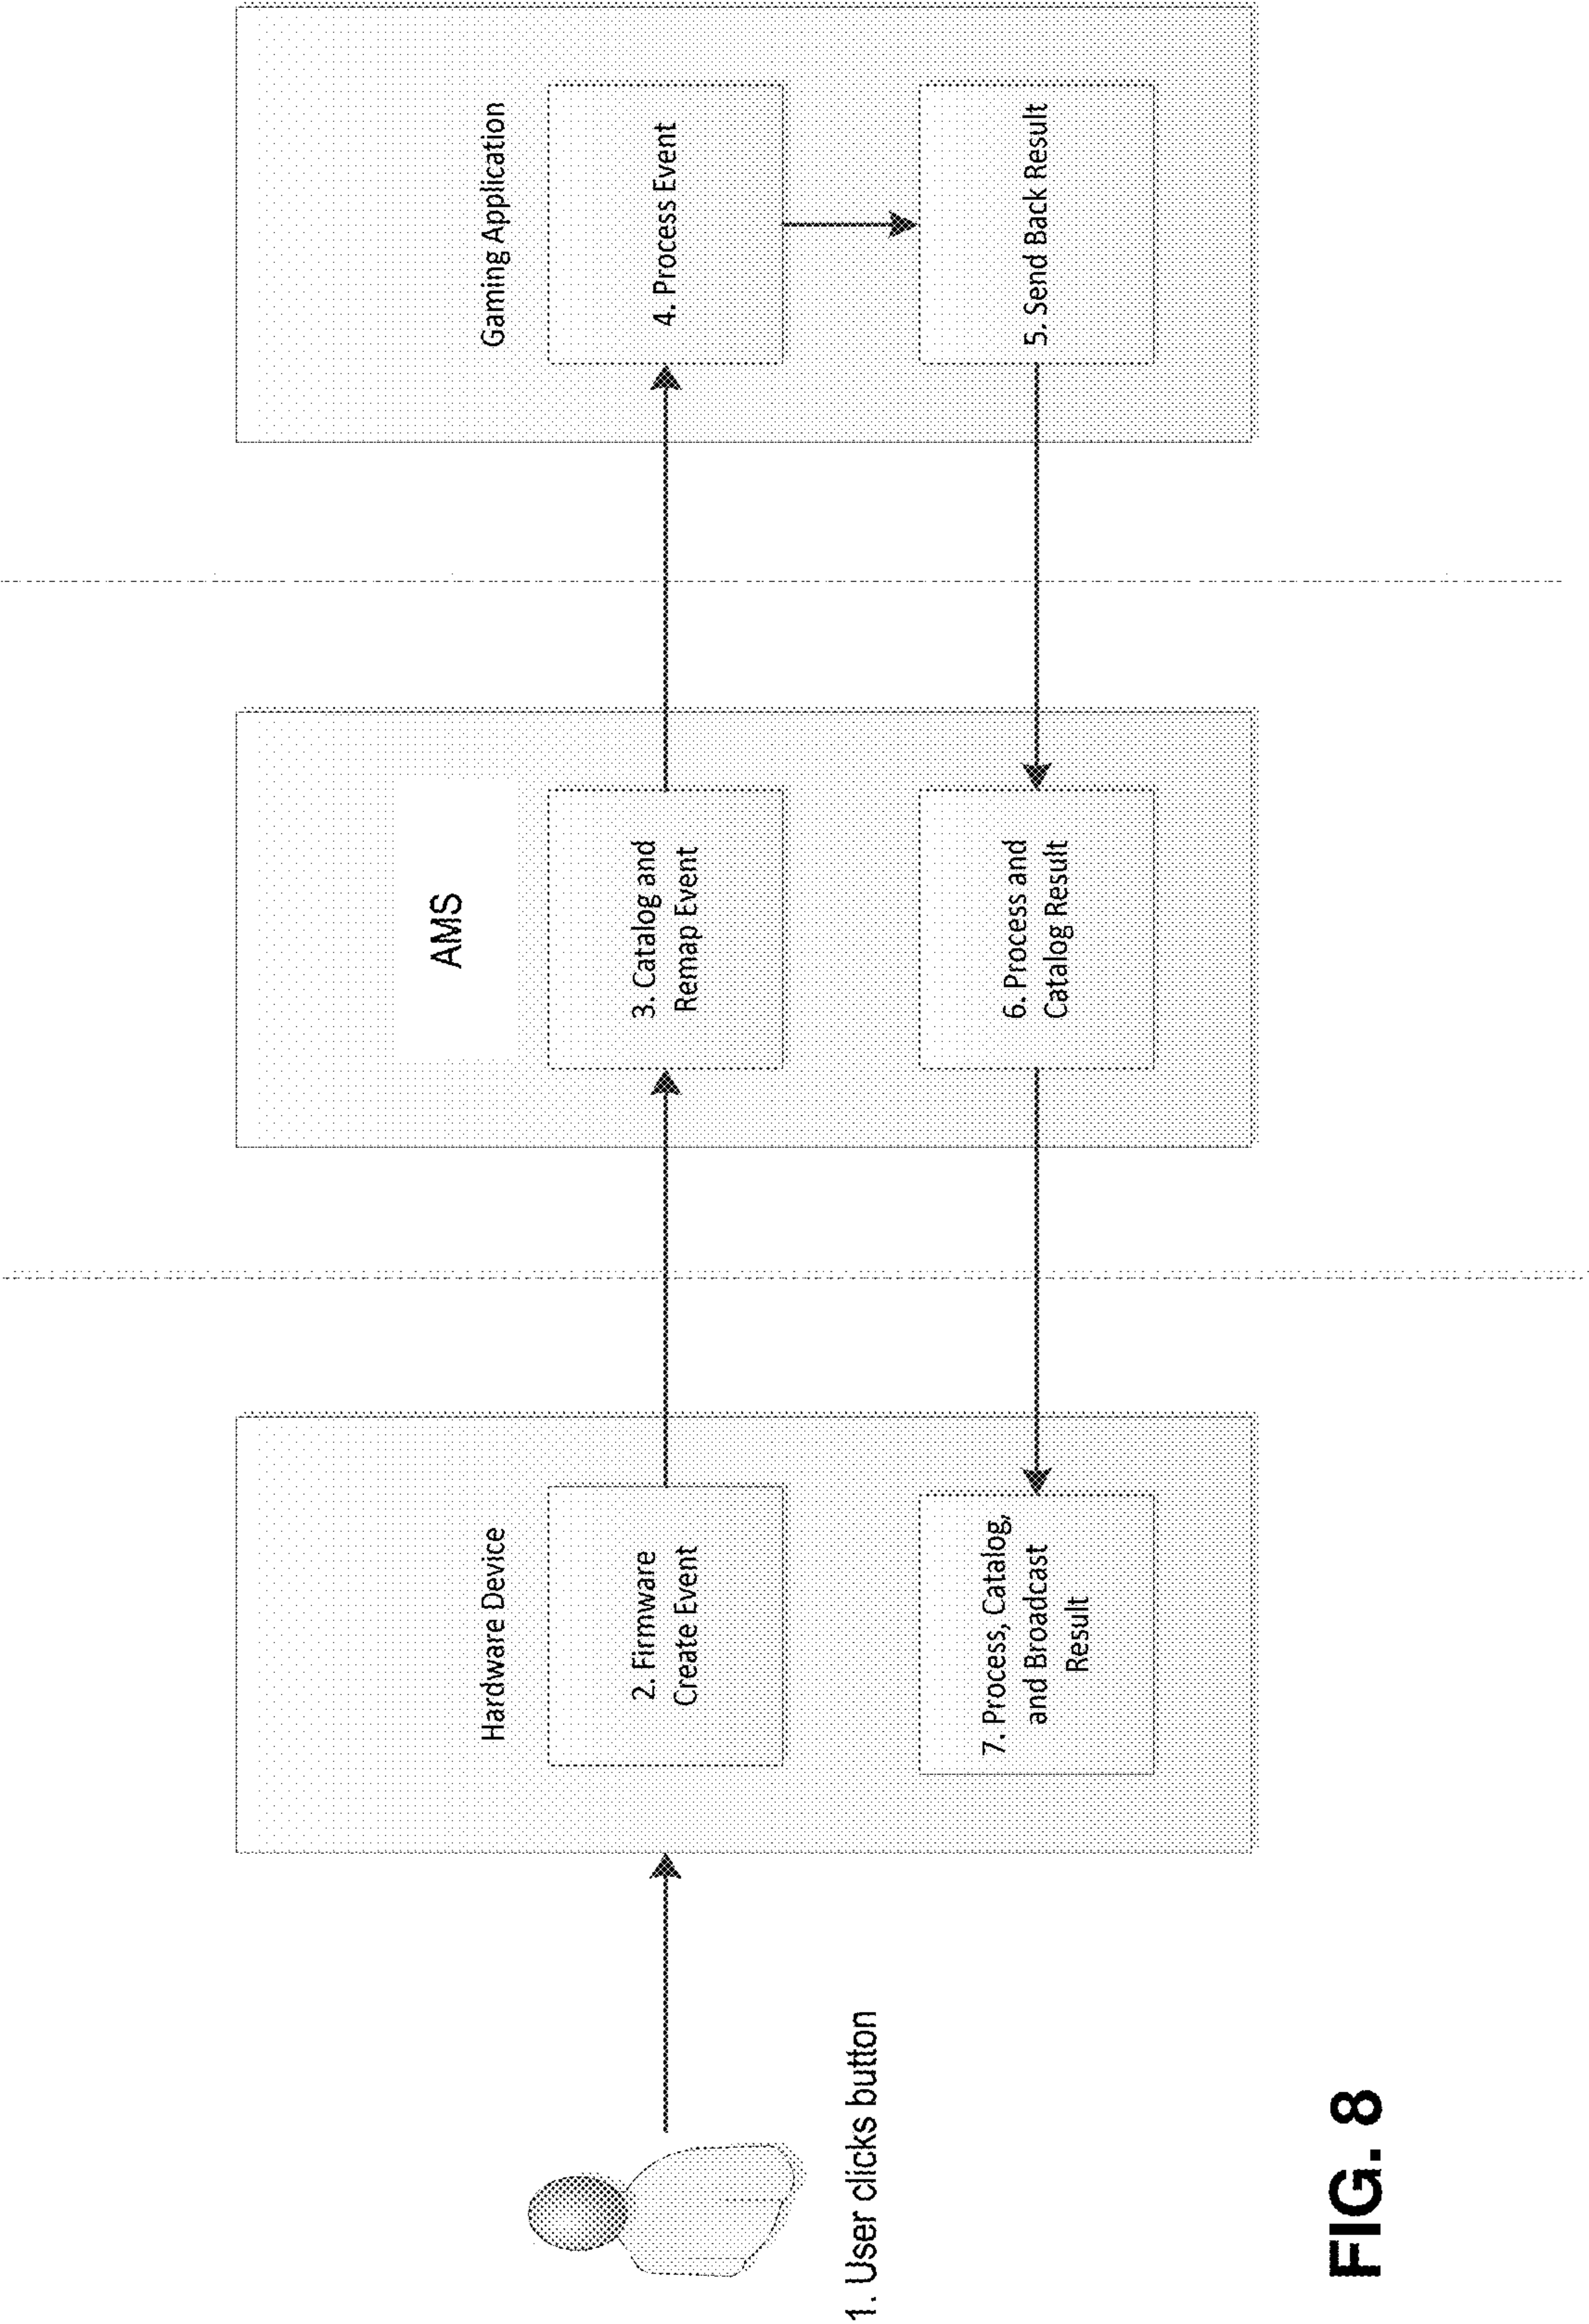 Hardware Device
AMS
Gaming Application
2. Firmware
Create Event
3. Catalog and
Remap Event
4. Process Event
1. User clicks button
7. Process, Catalog,
and Broadcast
Result
6. Process and
Catalog Result
5. Send Back Result
FIG. 8